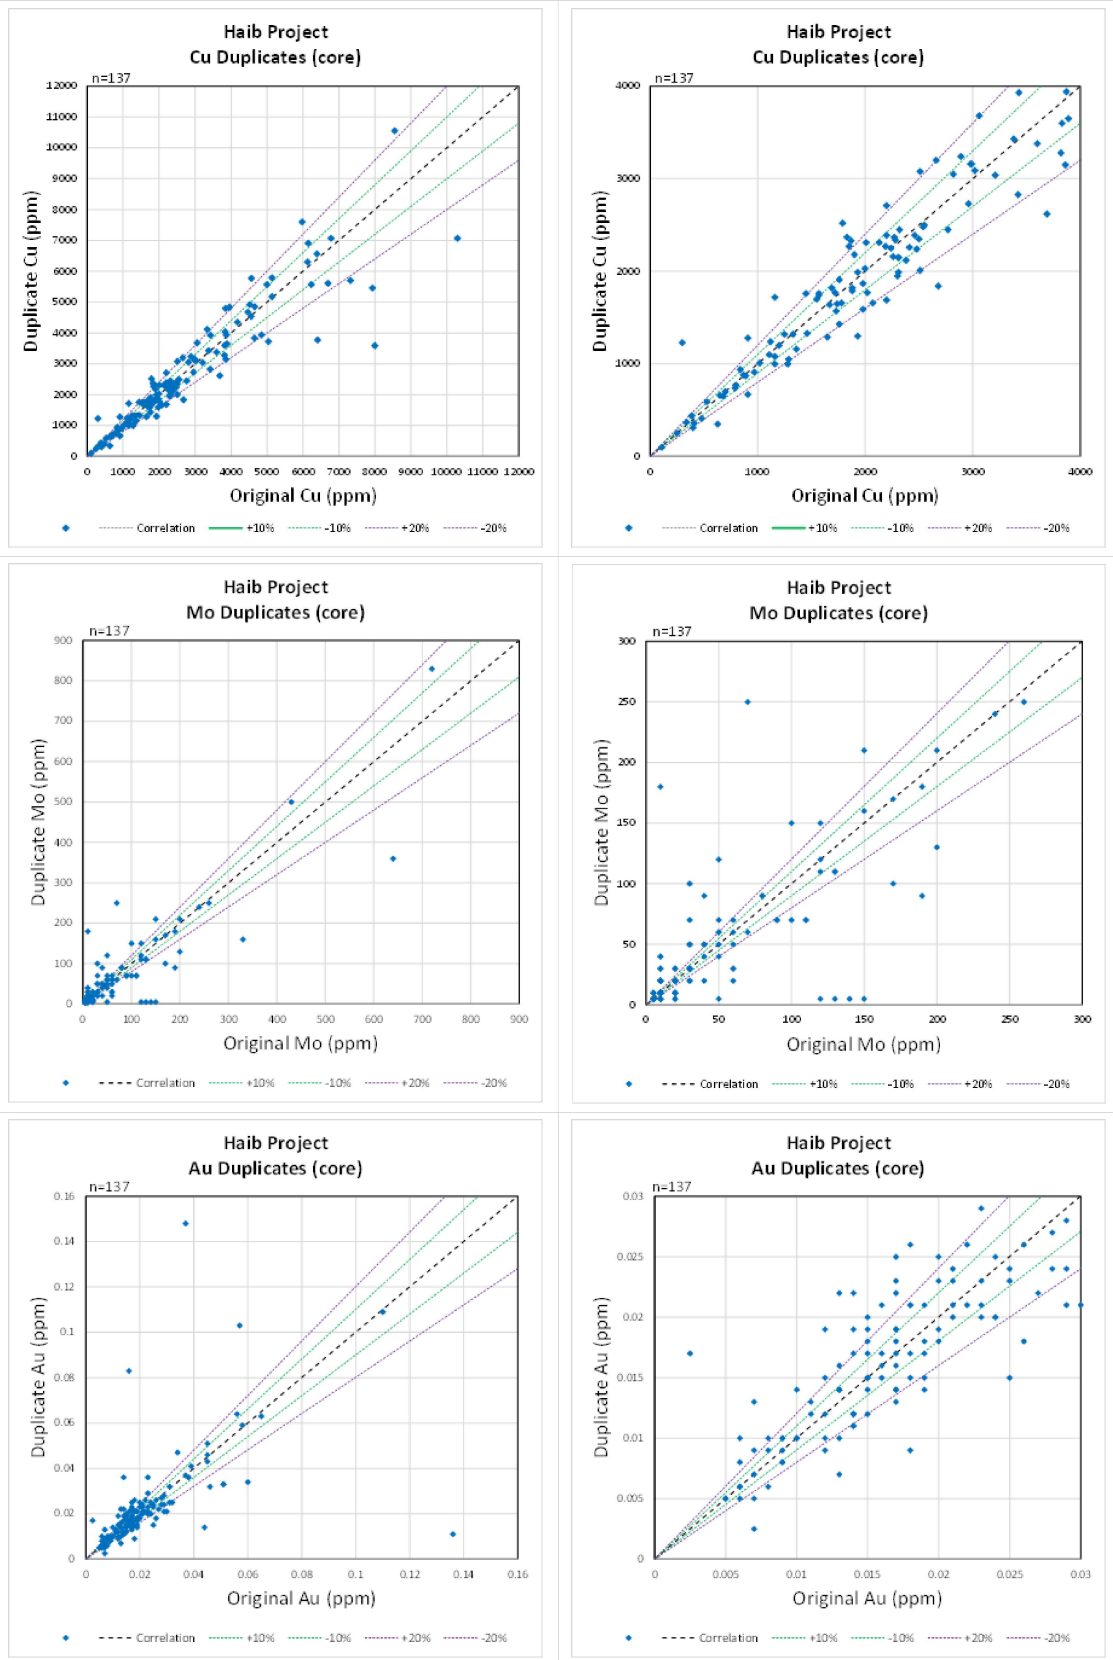 Haib Project
Cu Duplicates (core)
n=137
12000
11000
10000
9000
8000
7000
6000
5000
4000
3000
2000
1000
0
Duplicate Cu (ppm)
0 1000 2000 3000 4000 5000 6000 7000 8000 9000 10000 11000 12000
Original Cu (ppm)
Correlation +10% -10% +20% -20%
Haib Project
Cu Duplicates (core)
n=137
4000
3000
2000
1000
0
Duplicate Cu (ppm)
0 1000 2000 3000 4000
Original Cu (ppm)
Correlation +10% -10% +20% -20%
Haib Project
Mo Duplicates (core)
n=137
900
800
700
600
500
400
300
200
100
0
Duplicate Mo (ppm)
0 100 200 300 400 500 600 700 800 900
Original Mo (ppm)
Correlation +10% -10% +20% -20%
Haib Project
Mo Duplicates (core)
n=137
300
250
200
150
100
50
0
Duplicate Mo (ppm)
0 50 100 150 200 250 300
Original Mo (ppm)
Correlation +10% -10% +20% -20%
Haib Project
Au Duplicates (core)
n=137
0.16
0.14
0.12
0.1
0.08
0.06
0.04
0.02
0
Duplicate Au (ppm)
0 0.02 0.04 0.06 0.08 0.1 0.12 0.14 0.16
Original Au (ppm)
Correlation +10% -10% +20% -20%
Haib Project
Au Duplicates (core)
n=137
0.03
0.025
0.02
0.015
0.01
0.005
0
Duplicate Au (ppm)
0 0.005 0.01 0.015 0.02 0.025 0.03
Original Au (ppm)
Correlation +10% -10% +20% -20%